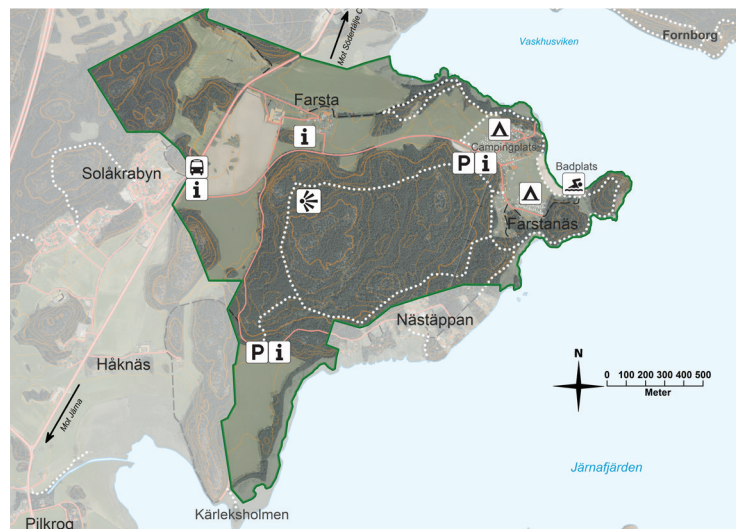 Fornborg
Vaskhusviken
Mot Södertälje C
Farsta
i
Campingplats
P i
Badplats
Solåkrabyn
i
Farstanäs
Nästäppan
P i
Håknäs
N
0 100 200 300 400 500
Meter
Mot Järna
Järnafjärden
Kärleksholmen
Pilkrog